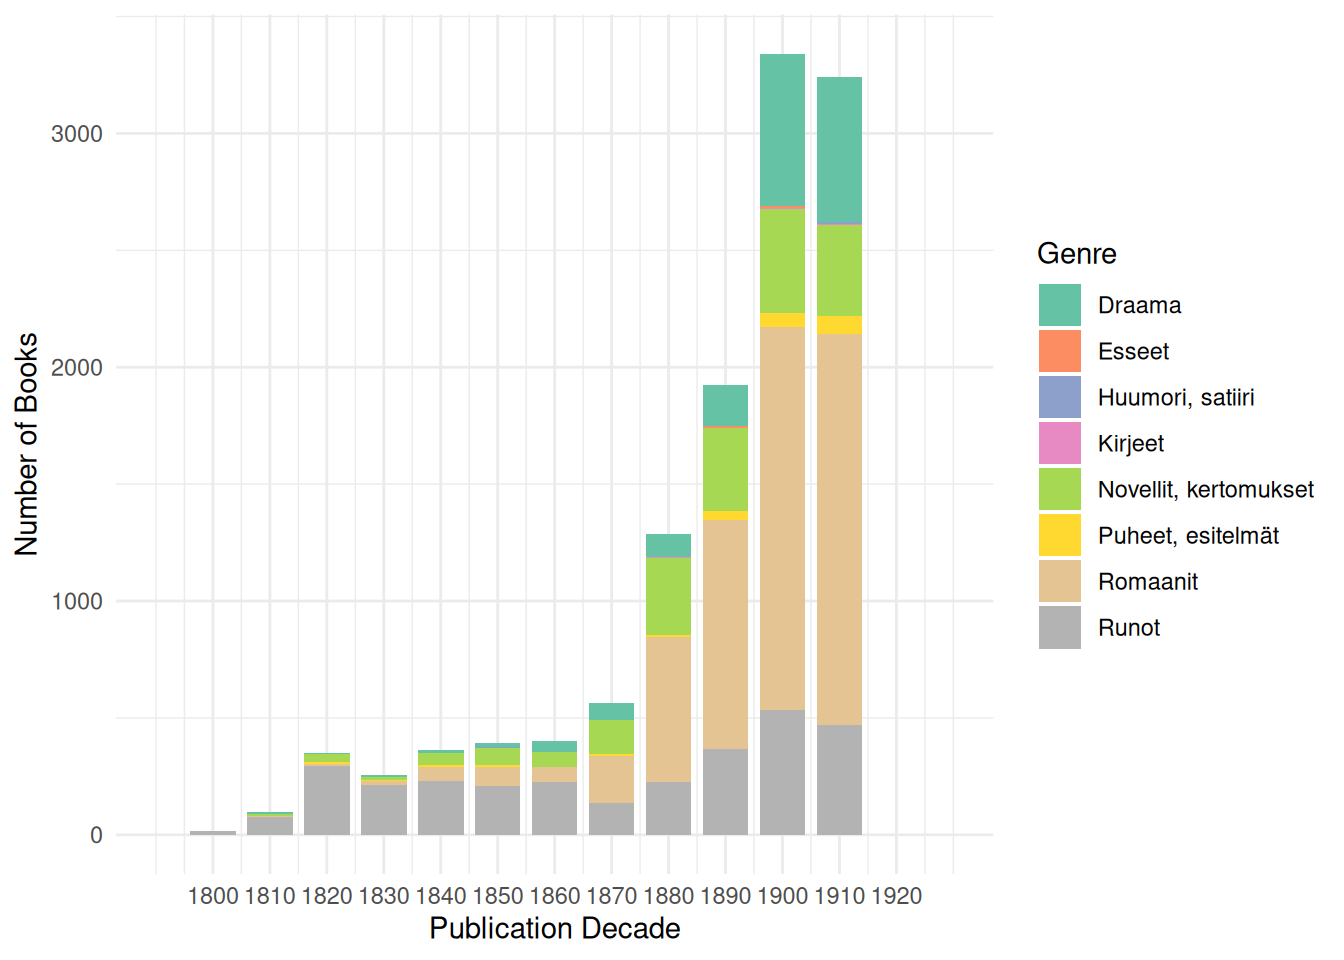 3000
2000
1000
0
Number of Books
1800 1810 1820 1830 1840 1850 1860 1870 1880 1890 1900 1910 1920
Publication Decade
Genre
Draama
Esseet
Huumori, satiiri
Kirjeet
Novellit, kertomukset
Puheet, esitelmät
Romaanit
Runot